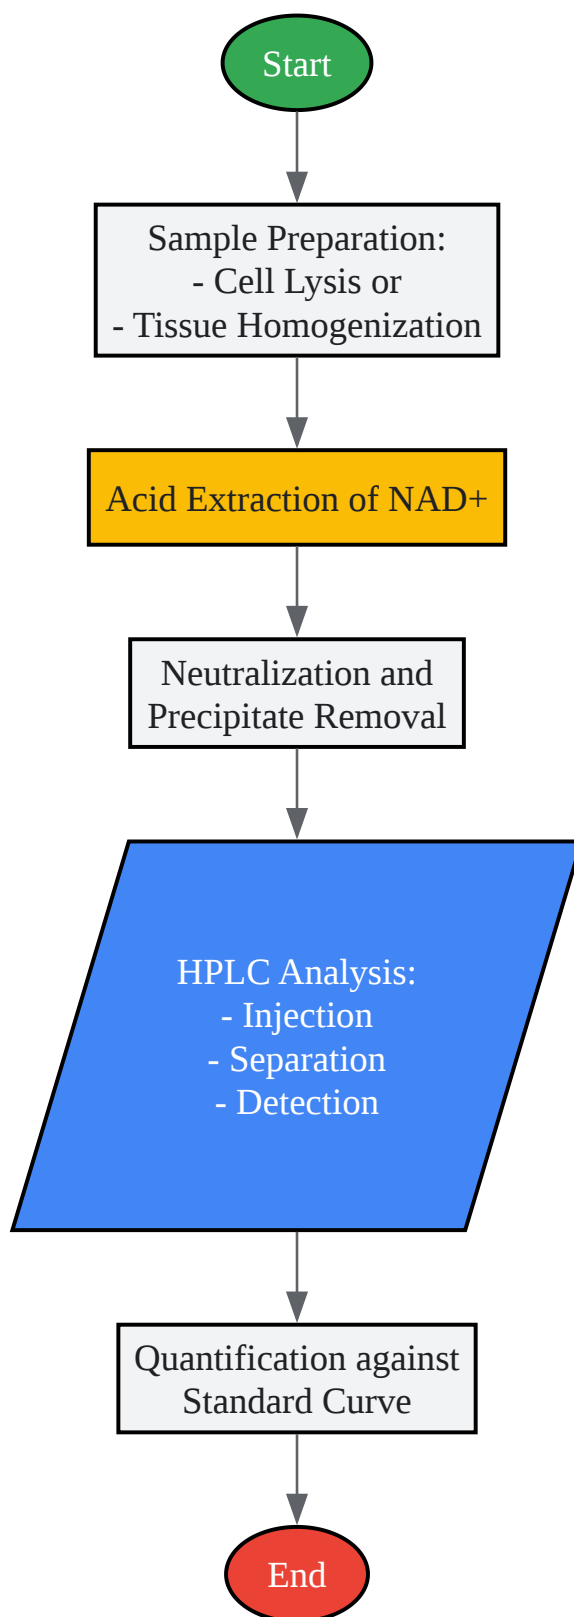 Start
Sample Preparation:
- Cell Lysis or
- Tissue Homogenization
Acid Extraction of NAD+
Neutralization and
Precipitate Removal
HPLC Analysis:
- Injection
- Separation
- Detection
Quantification against
Standard Curve
End